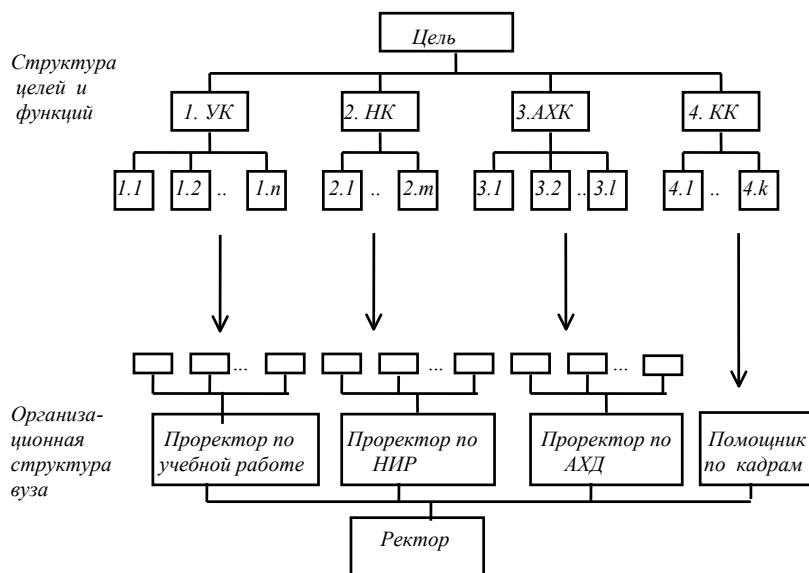 Цель
Структура
целей и
функций
1. УК
2. НК
3.АХК
4. КК
1.1
1.2
..
1.n
2.1
..
2.m
3.1
3.2
..
3.l
4.1
..
4.k
...
...
...
Организа-
ционная
структура
вуза
Проректор по
учебной работе
Проректор по
НИР
Проректор по
АХД
Помощник
по кадрам
Ректор